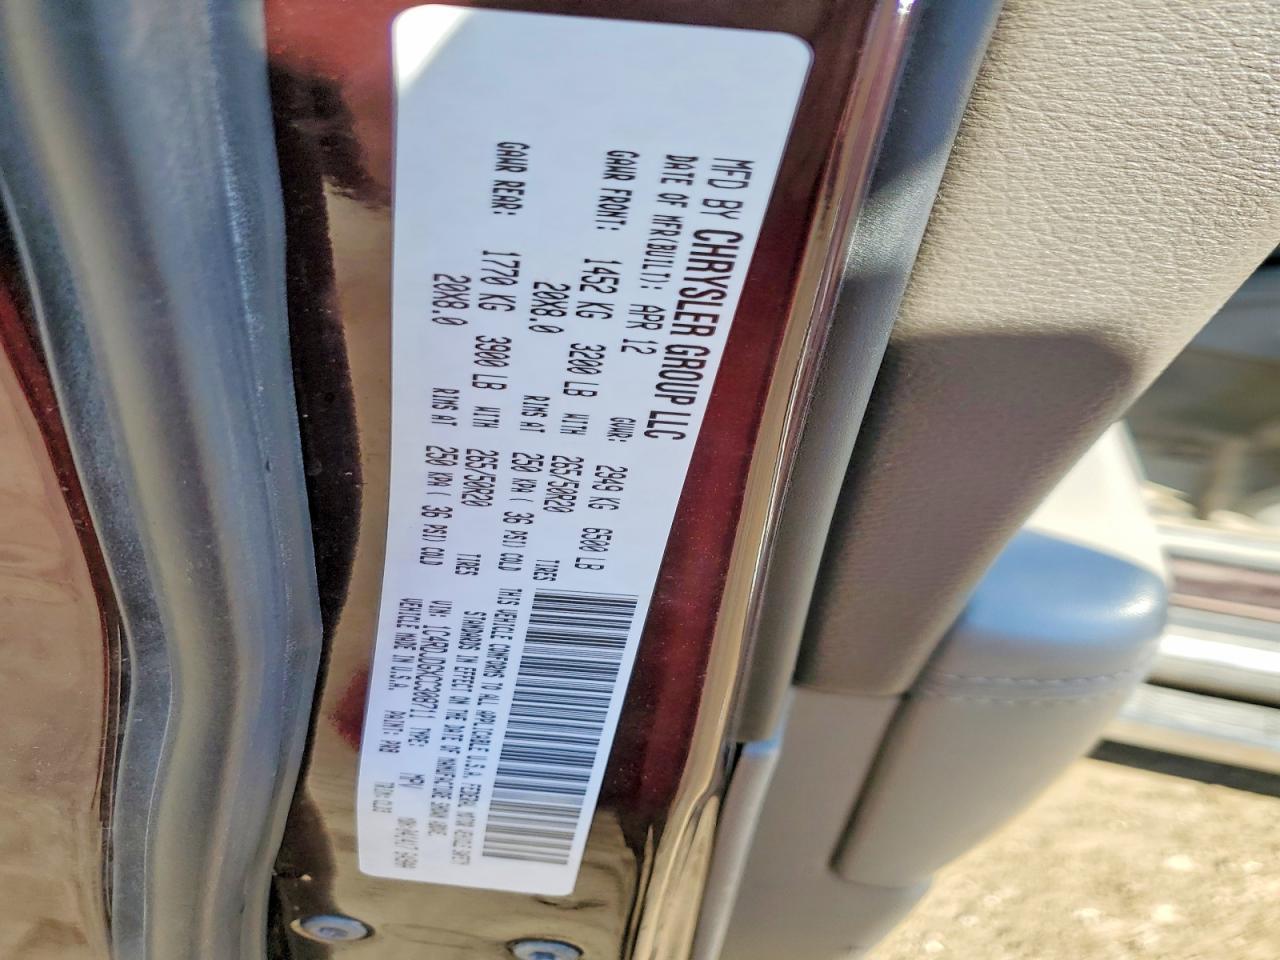 MFD BY CHRYSLER GROUP LLC
DATE OF MFR(BUILT): APR 12 GVWR: 2949 KG 6500 LB
GAWR FRONT: 1452 KG 3200 LB WITH 265/50R20 TIRES
20X8.0 RIMS AT 250 KPA ( 36 PSI) COLD
GAWR REAR: 1770 KG 3900 LB WITH 265/50R20 TIRES
20X8.0 RIMS AT 250 KPA ( 36 PSI) COLD
THIS VEHICLE CONFORMS TO ALL APPLICABLE U.S.A. FEDERAL MOTOR VEHICLE SAFETY
STANDARDS IN EFFECT ON THE DATE OF MANUFACTURE SHOWN ABOVE.
VIN: 1C4RDJDGXCC308711 TYPE: MPV
VEHICLE MADE IN U.S.A. PAINT: TRIM: